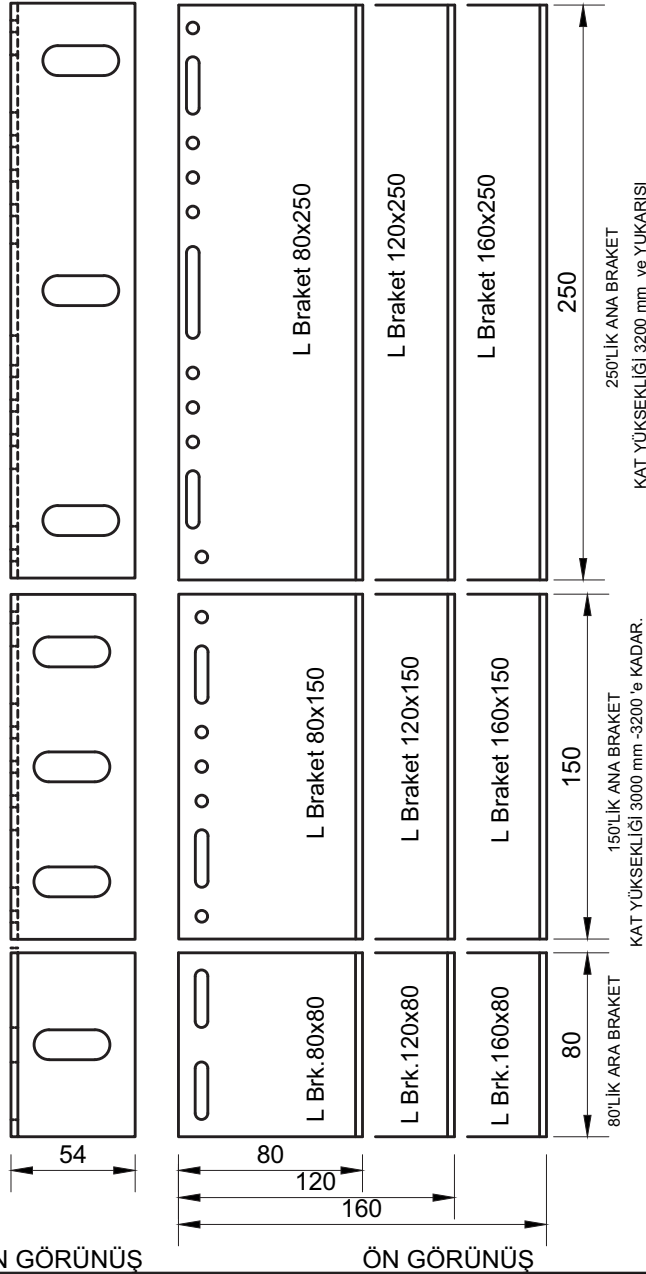 L Braket 80x250
L Braket 120x250
L Braket 160x250
250
250'LİK ANA BRAKET
KAT YÜKSEKLİĞİ 3200 mm ve YUKARISI
L Braket 80x150
L Braket 120x150
L Braket 160x150
150
150'LİK ANA BRAKET
KAT YÜKSEKLİĞİ 3000 mm -3200 'e KADAR.
L Brk.80x80
L Brk.120x80
L Brk.160x80
80
80'LİK ARA BRAKET
54
80
120
160
N GÖRÜNÜŞ
ÖN GÖRÜNÜŞ